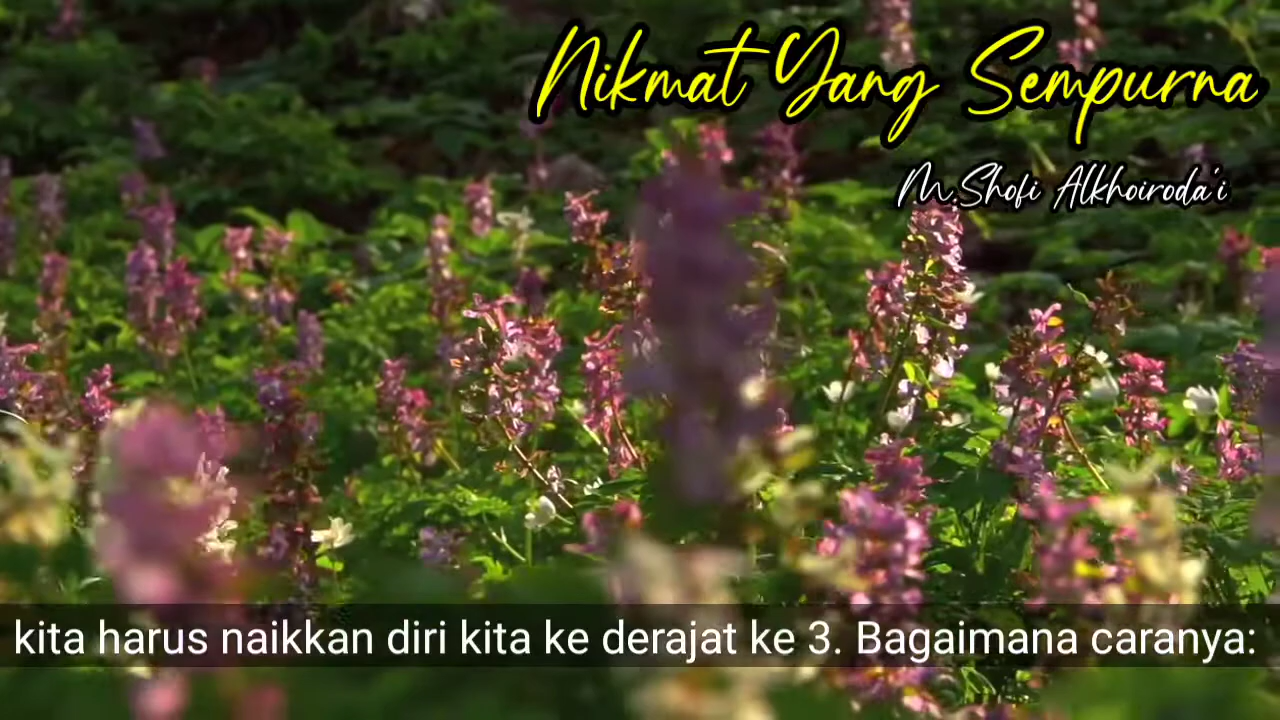 Nikmat Yang Sempurna
M.Shofi Alkhoiroda'i
kita harus naikkan diri kita ke derajat ke 3. Bagaimana caranya: